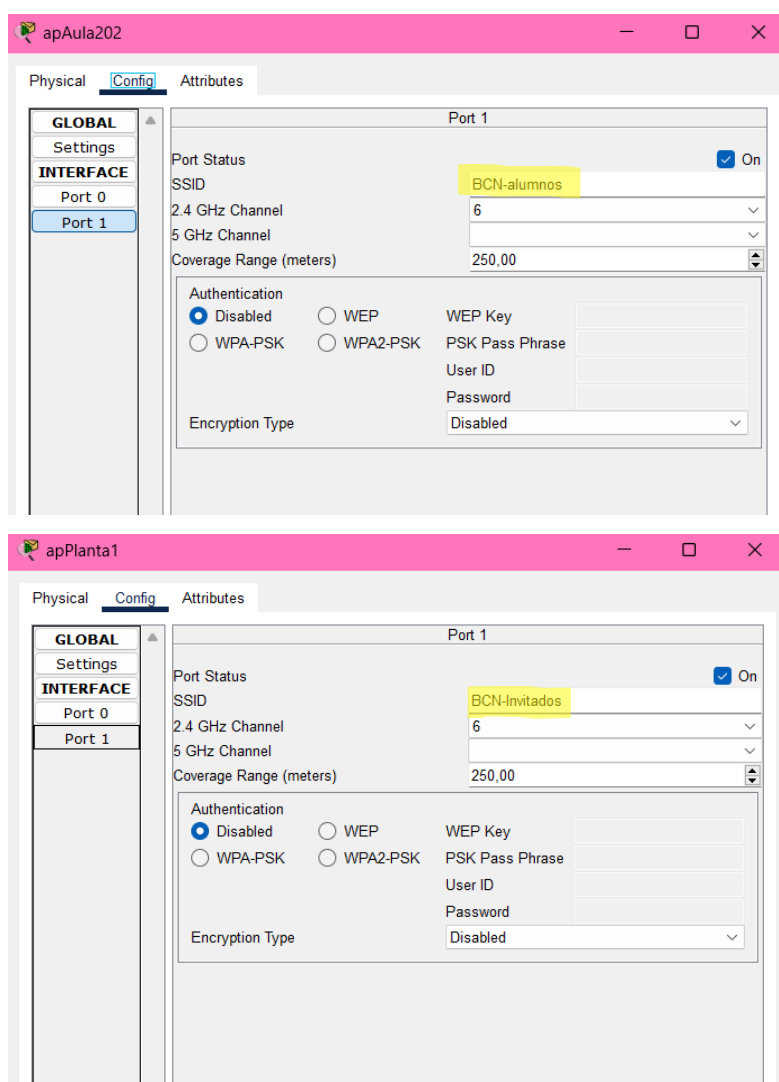 apAula202
Physical Config Attributes
GLOBAL
Settings
INTERFACE
Port 0
Port 1
Port 1
Port Status On
SSID BCN-alumnos
2.4 GHz Channel 6
5 GHz Channel
Coverage Range (meters) 250,00
Authentication
Disabled WEP WEP Key
WPA-PSK WPA2-PSK PSK Pass Phrase
User ID
Password
Encryption Type Disabled
apPlanta1
Physical Config Attributes
GLOBAL
Settings
INTERFACE
Port 0
Port 1
Port 1
Port Status On
SSID BCN-Invitados
2.4 GHz Channel 6
5 GHz Channel
Coverage Range (meters) 250,00
Authentication
Disabled WEP WEP Key
WPA-PSK WPA2-PSK PSK Pass Phrase
User ID
Password
Encryption Type Disabled